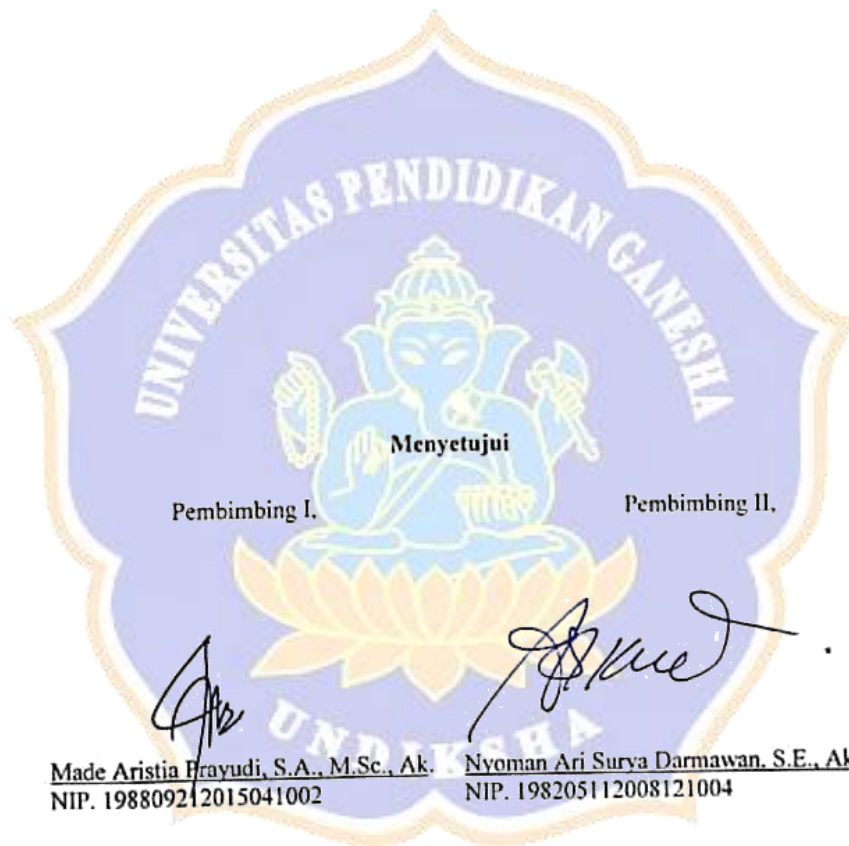 UNIVERSITAS PENDIDIKAN GANESHA
Menyetujui
Pembimbing I,
Pembimbing II,
UNDIKSHA
Made Aristia Prayudi, S.A., M.Sc., Ak.
Nyoman Ari Surya Darmawan. S.E., Ak
NIP. 198809212015041002
NIP. 198205112008121004